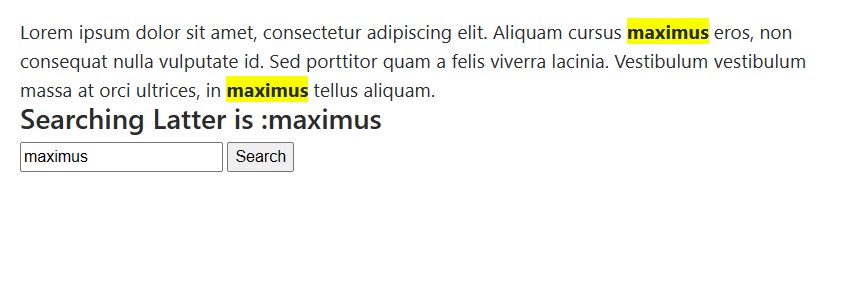 Lorem ipsum dolor sit amet, consectetur adipiscing elit. Aliquam cursus maximus eros, non
consequat nulla vulputate id. Sed porttitor quam a felis viverra lacinia. Vestibulum vestibulum
massa at orci ultrices, in maximus tellus aliquam.
Searching Latter is :maximus
maximus Search